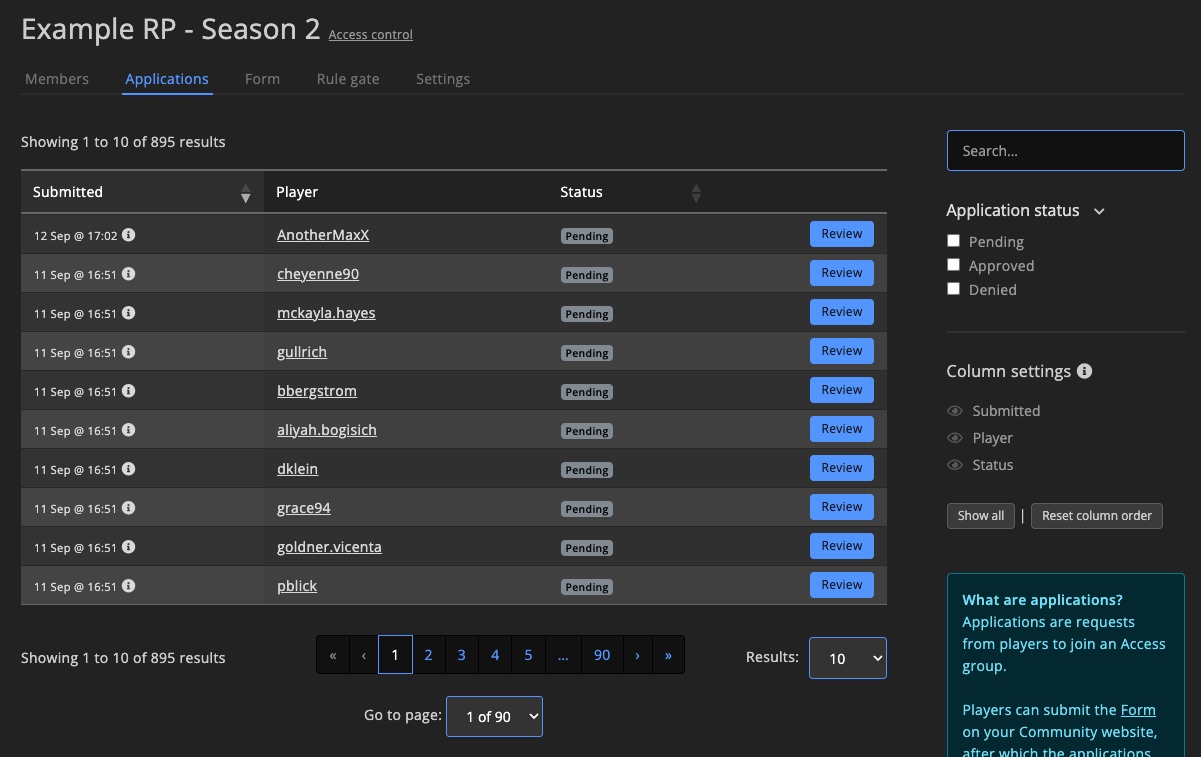 Example RP - Season 2 Access control
Members Applications Form Rule gate Settings
Showing 1 to 10 of 895 results
Submitted Player Status
12 Sep @ 17:02 AnotherMaxX Pending Review
11 Sep @ 16:51 cheyenne90 Pending Review
11 Sep @ 16:51 mckayla.hayes Pending Review
11 Sep @ 16:51 gullrich Pending Review
11 Sep @ 16:51 bbergstrom Pending Review
11 Sep @ 16:51 aliyah.bogisich Pending Review
11 Sep @ 16:51 dklein Pending Review
11 Sep @ 16:51 grace94 Pending Review
11 Sep @ 16:51 goldner.vicenta Pending Review
11 Sep @ 16:51 pblick Pending Review
Showing 1 to 10 of 895 results
« ‹ 1 2 3 4 5 ... 90 › »
Results: 10
Go to page: 1 of 90
Search...
Application status
Pending
Approved
Denied
Column settings
Submitted
Player
Status
Show all | Reset column order
What are applications?
Applications are requests
from players to join an Access
group.
Players can submit the Form
on your Community website,
after which the applications